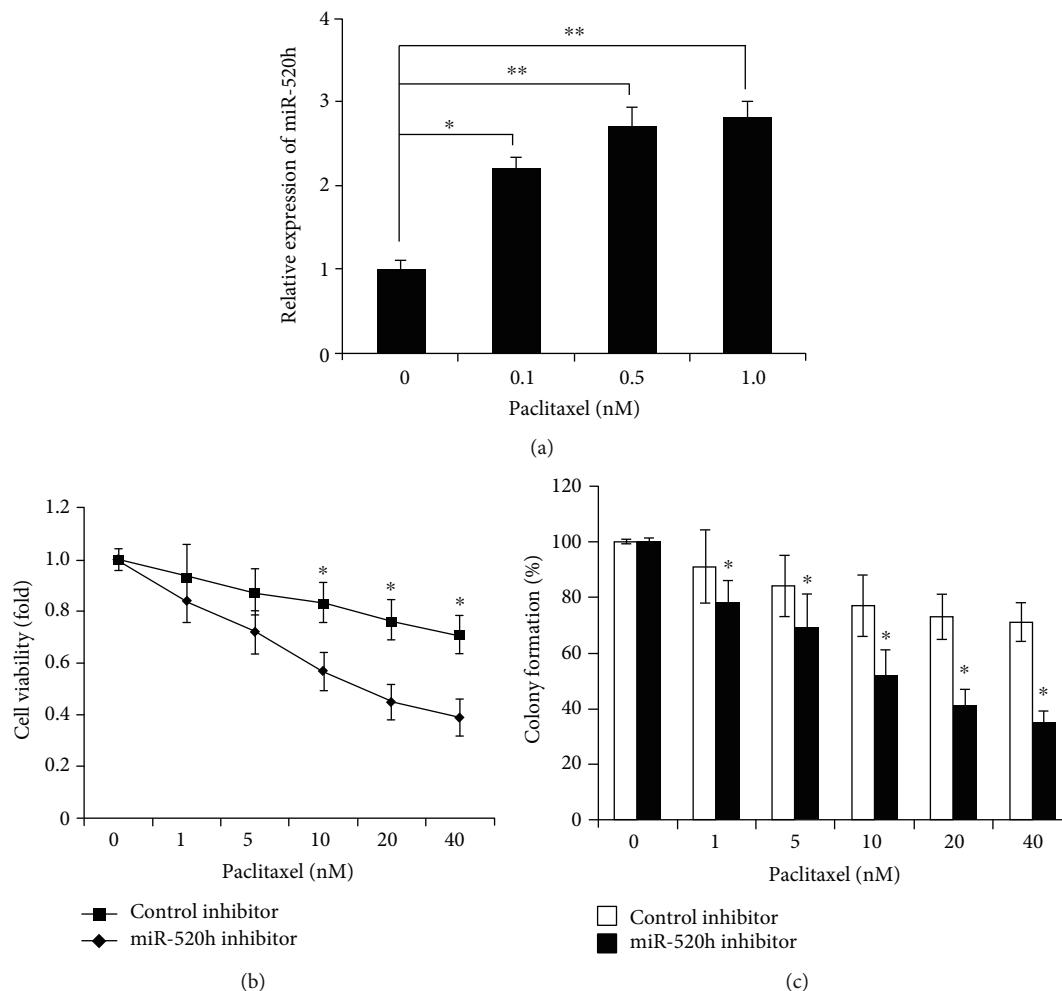 4
3
2
1
0
Relative expression of miR-520h
**
**
*
0 0.1 0.5 1.0
Paclitaxel (nM)
(a)
1.2
1.0
0.8
0.6
0.4
0.2
0
Cell viability (fold)
* * *
0 1 5 10 20 40
Paclitaxel (nM)
Control inhibitor
miR-520h inhibitor
(b)
120
100
80
60
40
20
0
Colony formation (%)
* * * * *
0 1 5 10 20 40
Paclitaxel (nM)
Control inhibitor
miR-520h inhibitor
(c)